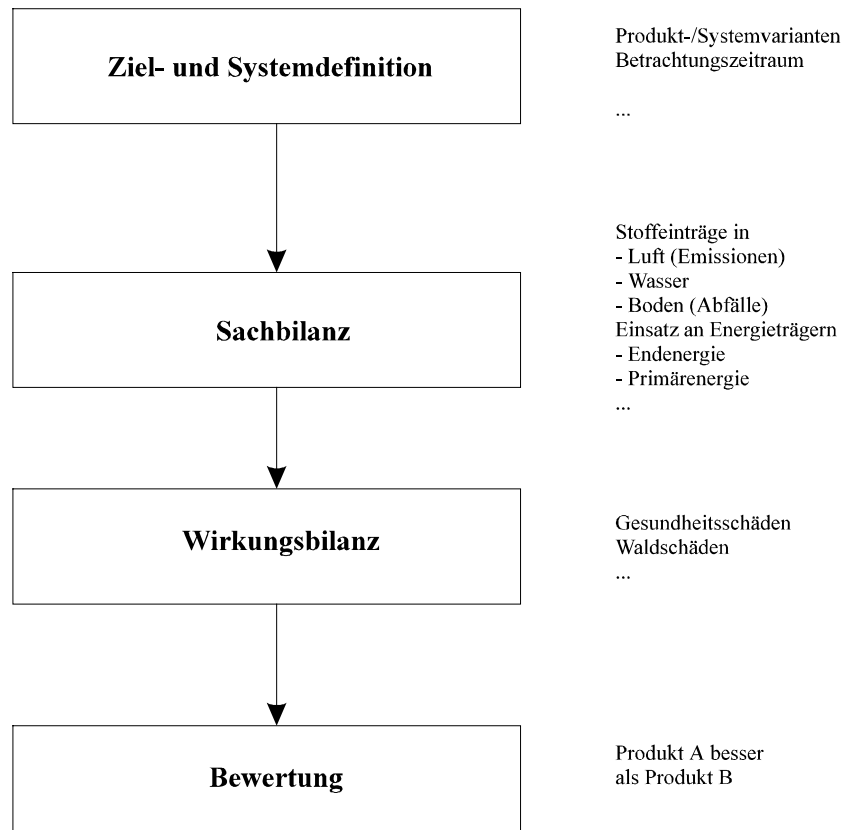 Ziel- und Systemdefinition
Produkt-/Systemvarianten
Betrachtungszeitraum
...
Sachbilanz
Stoffeinträge in
- Luft (Emissionen)
- Wasser
- Boden (Abfälle)
Einsatz an Energieträgern
- Endenergie
- Primärenergie
...
Wirkungsbilanz
Gesundheitsschäden
Waldschäden
...
Bewertung
Produkt A besser
als Produkt B